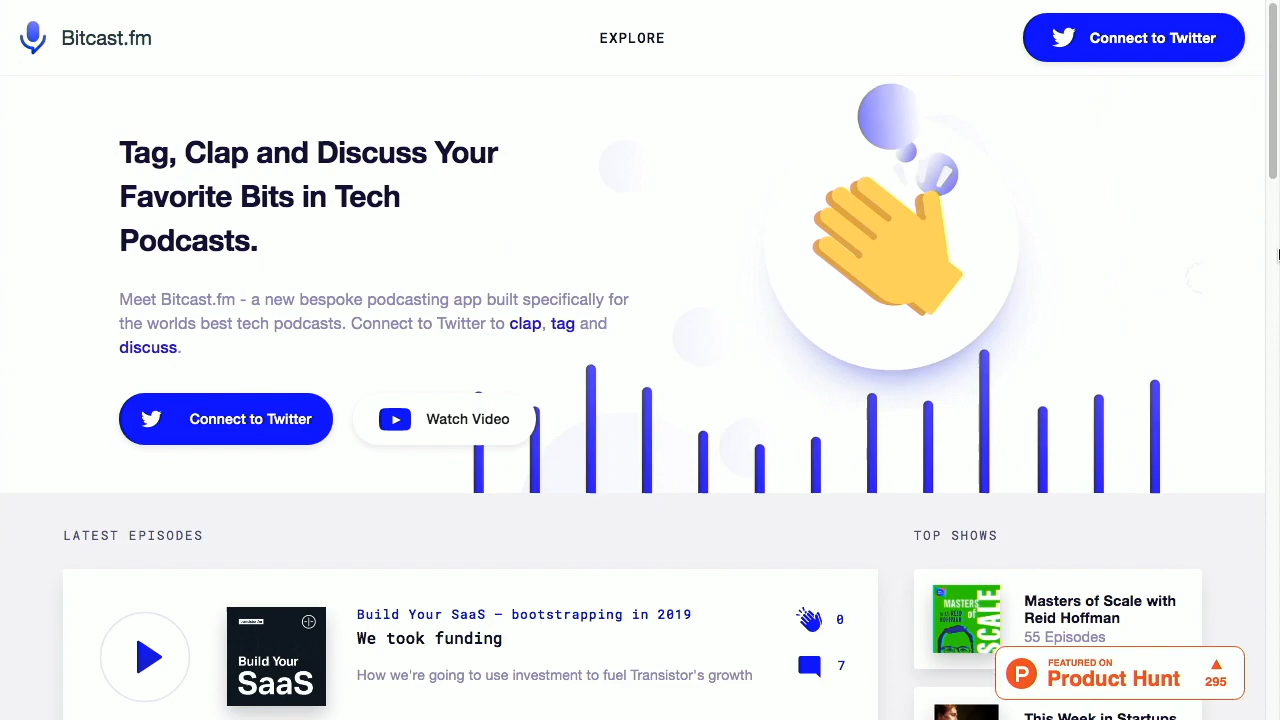 Bitcast.fm
EXPLORE
Connect to Twitter
Tag, Clap and Discuss Your
Favorite Bits in Tech
Podcasts.
Meet Bitcast.fm - a new bespoke podcasting app built specifically for
the worlds best tech podcasts. Connect to Twitter to clap, tag and
discuss.
Connect to Twitter
Watch Video
LATEST EPISODES
TOP SHOWS
Build Your
SaaS
Build Your SaaS — bootstrapping in 2019
We took funding
How we're going to use investment to fuel Transistor's growth
0
7
MASTERS
of
SCALE
Masters of Scale with
Reid Hoffman
55 Episodes
FEATURED ON
Product Hunt
295
This Week in Startups